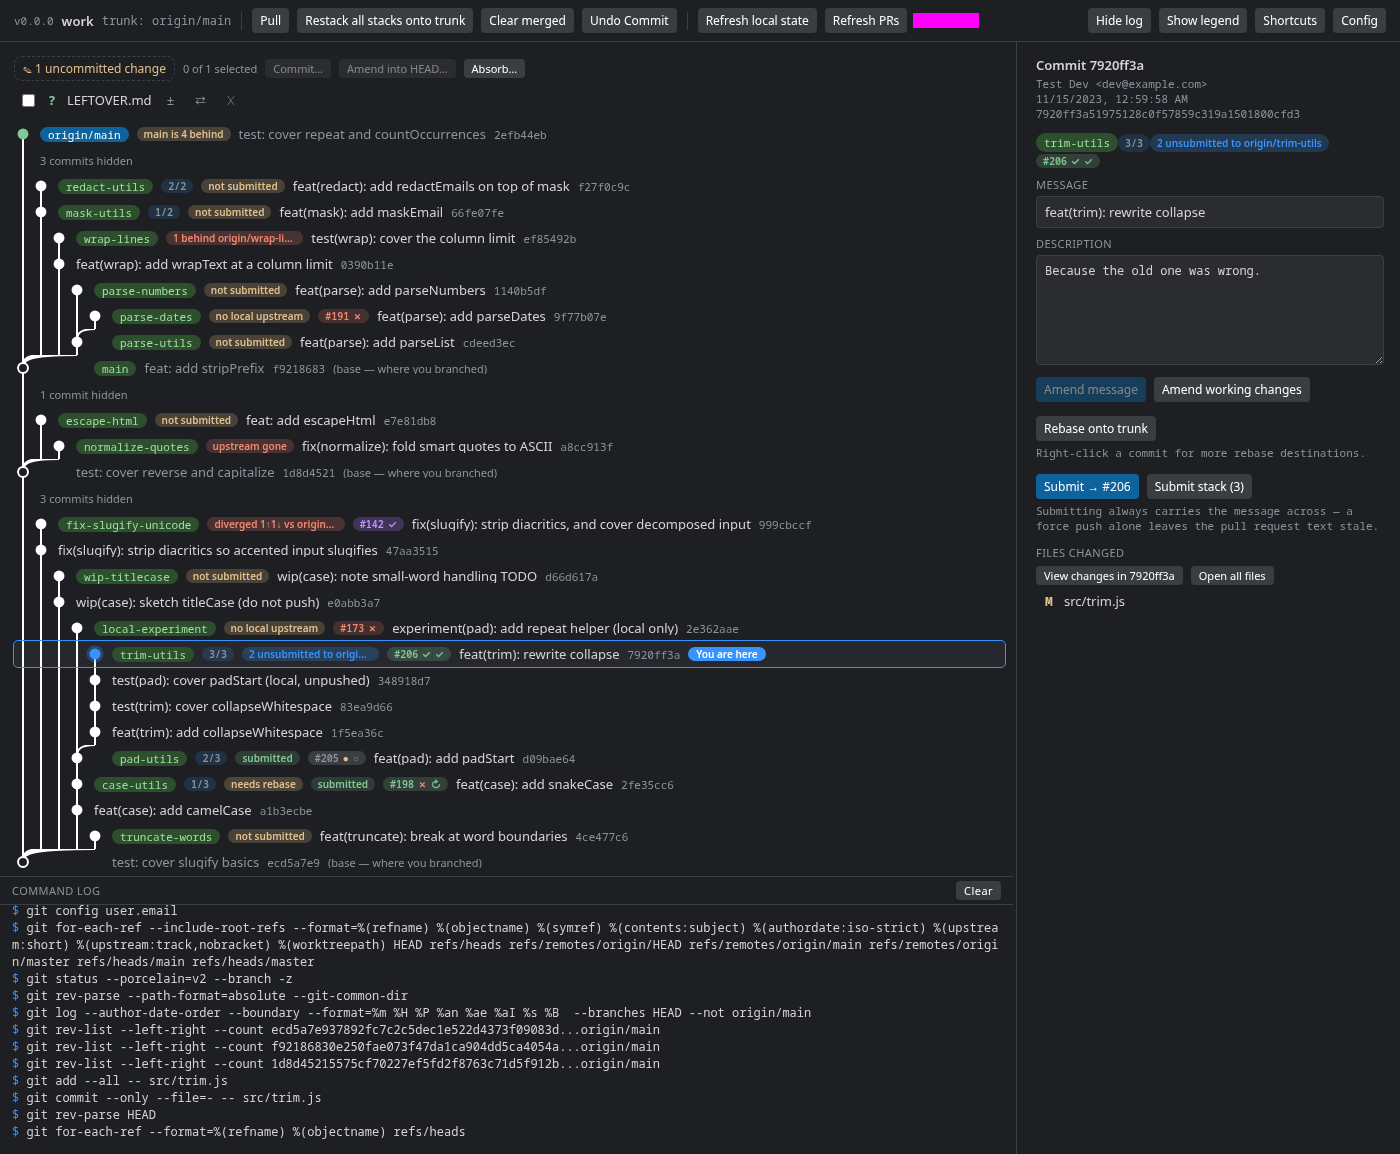 v0.0.0 work trunk: origin/main Pull Restack all stacks onto trunk Clear merged Undo Commit Refresh local state Refresh PRs Hide log Show legend Shortcuts Config
✎ 1 uncommitted change 0 of 1 selected Commit... Amend into HEAD... Absorb...
? LEFTOVER.md ± ⇄ X
origin/main main is 4 behind test: cover repeat and countOccurrences 2efb44eb
3 commits hidden
redact-utils 2/2 not submitted feat(redact): add redactEmails on top of mask f27f0c9c
mask-utils 1/2 not submitted feat(mask): add maskEmail 66fe07fe
wrap-lines 1 behind origin/wrap-li... test(wrap): cover the column limit ef85492b
feat(wrap): add wrapText at a column limit 0390b11e
parse-numbers not submitted feat(parse): add parseNumbers 1140b5df
parse-dates no local upstream #191 × feat(parse): add parseDates 9f77b07e
parse-utils not submitted feat(parse): add parseList cdeed3ec
main feat: add stripPrefix f9218683 (base — where you branched)
1 commit hidden
escape-html not submitted feat: add escapeHtml e7e81db8
normalize-quotes upstream gone fix(normalize): fold smart quotes to ASCII a8cc913f
test: cover reverse and capitalize 1d8d4521 (base — where you branched)
3 commits hidden
fix-slugify-unicode diverged 1↑1↓ vs origin... #142 ✓ fix(slugify): strip diacritics, and cover decomposed input 999cbccf
fix(slugify): strip diacritics so accented input slugifies 47aa3515
wip-titlecase not submitted wip(case): note small-word handling TODO d66d617a
wip(case): sketch titleCase (do not push) e0abb3a7
local-experiment no local upstream #173 × experiment(pad): add repeat helper (local only) 2e362aae
trim-utils 3/3 2 unsubmitted to origi... #206 ✓ ✓ feat(trim): rewrite collapse 7920ff3a You are here
test(pad): cover padStart (local, unpushed) 348918d7
test(trim): cover collapseWhitespace 83ea9d66
feat(trim): add collapseWhitespace 1f5ea36c
pad-utils 2/3 submitted #205 ● ○ feat(pad): add padStart d09bae64
case-utils 1/3 needs rebase submitted #198 × ↻ feat(case): add snakeCase 2fe35cc6
feat(case): add camelCase a1b3ecbe
truncate-words not submitted feat(truncate): break at word boundaries 4ce477c6
test: cover slugify basics ecd5a7e9 (base — where you branched)
COMMAND LOG Clear
$ git config user.email
$ git for-each-ref --include-root-refs --format=%(refname) %(objectname) %(symref) %(contents:subject) %(authordate:iso-strict) %(upstrea
m:short) %(upstream:track,nobracket) %(worktreepath) HEAD refs/heads refs/remotes/origin/HEAD refs/remotes/origin/main refs/remotes/origi
n/master refs/heads/main refs/heads/master
$ git status --porcelain=v2 --branch -z
$ git rev-parse --path-format=absolute --git-common-dir
$ git log --author-date-order --boundary --format=%m %H %P %an %ae %aI %s %B --branches HEAD --not origin/main
$ git rev-list --left-right --count ecd5a7e937892fc7c2c5dec1e522d4373f09083d...origin/main
$ git rev-list --left-right --count f92186830e250fae073f47da1ca904dd5ca4054a...origin/main
$ git rev-list --left-right --count 1d8d45215575cf70227ef5fd2f8763c71d5f912b...origin/main
$ git add --all -- src/trim.js
$ git commit --only --file=- -- src/trim.js
$ git rev-parse HEAD
$ git for-each-ref --format=%(refname) %(objectname) refs/heads
Commit 7920ff3a
Test Dev <dev@example.com>
11/15/2023, 12:59:58 AM
7920ff3a51975128c0f57859c319a1501800cfd3
trim-utils 3/3 2 unsubmitted to origin/trim-utils
#206 ✓ ✓
MESSAGE
feat(trim): rewrite collapse
DESCRIPTION
Because the old one was wrong.
Amend message Amend working changes
Rebase onto trunk
Right-click a commit for more rebase destinations.
Submit → #206 Submit stack (3)
Submitting always carries the message across — a
force push alone leaves the pull request text stale.
FILES CHANGED
View changes in 7920ff3a Open all files
M src/trim.js